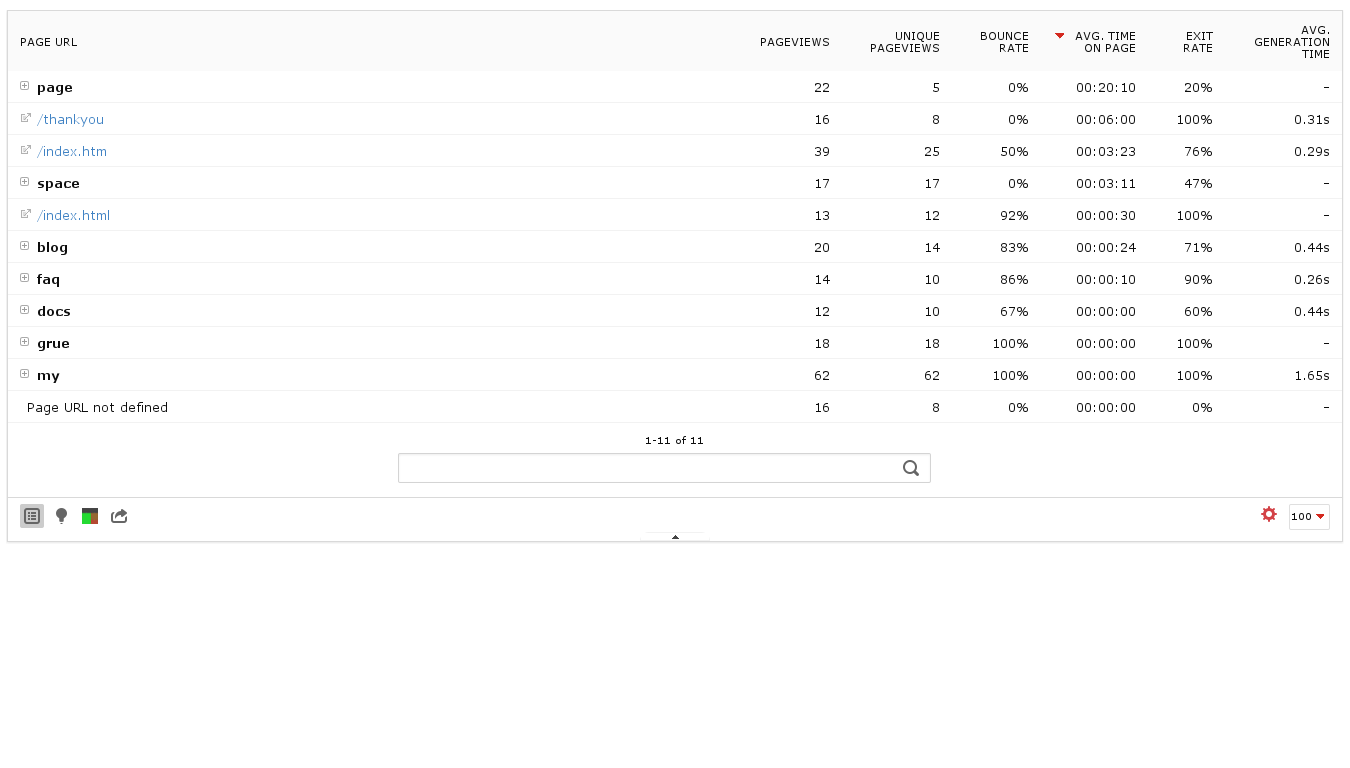 PAGE URL PAGEVIEWS UNIQUE PAGEVIEWS BOUNCE RATE AVG. TIME ON PAGE EXIT RATE AVG. GENERATION TIME
page 22 5 0% 00:20:10 20% -
/thankyou 16 8 0% 00:06:00 100% 0.31s
/index.htm 39 25 50% 00:03:23 76% 0.29s
space 17 17 0% 00:03:11 47% -
/index.html 13 12 92% 00:00:30 100% -
blog 20 14 83% 00:00:24 71% 0.44s
faq 14 10 86% 00:00:10 90% 0.26s
docs 12 10 67% 00:00:00 60% 0.44s
grue 18 18 100% 00:00:00 100% -
my 62 62 100% 00:00:00 100% 1.65s
Page URL not defined 16 8 0% 00:00:00 0% -
1-11 of 11
100